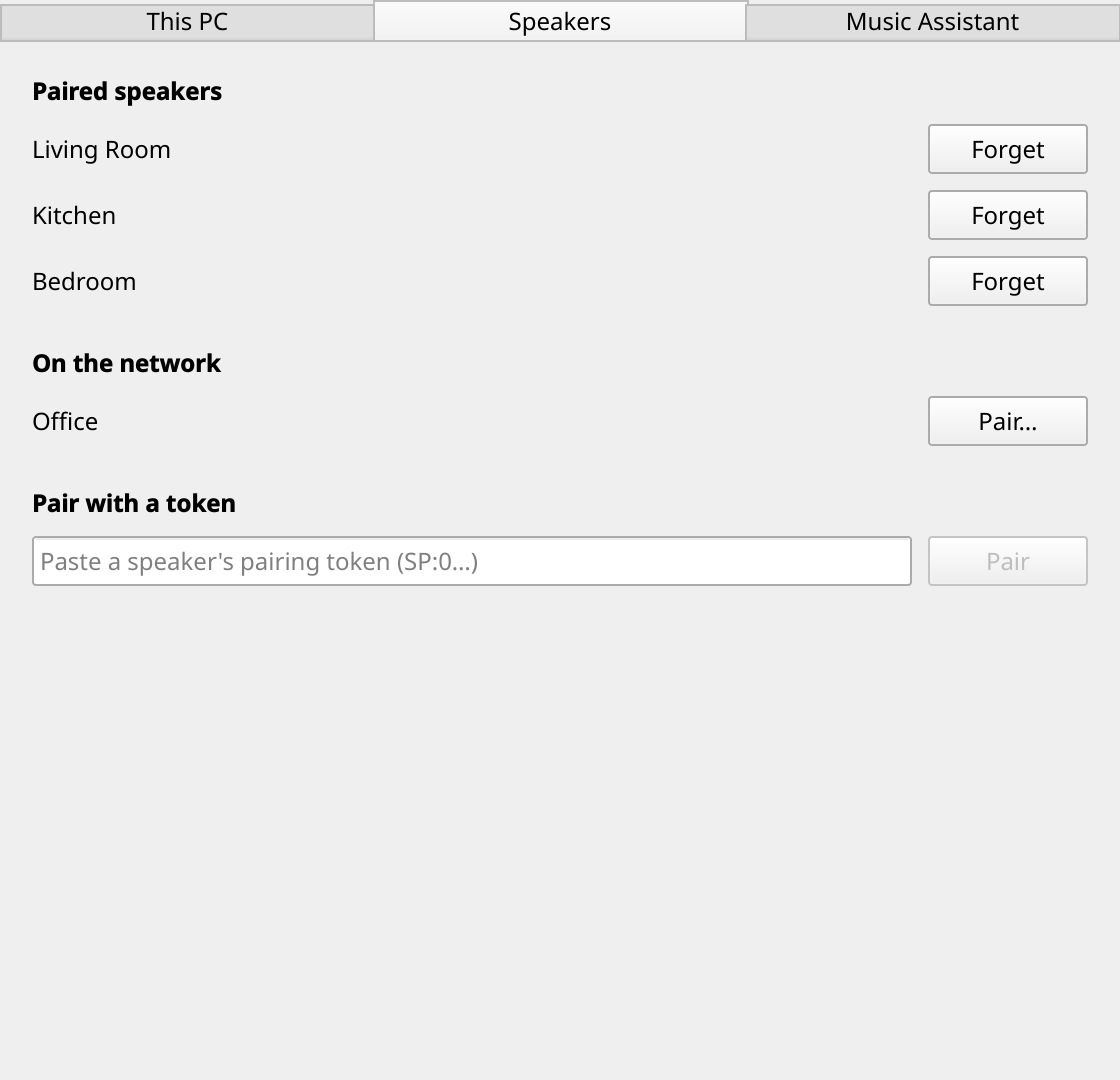 This PC
Speakers
Music Assistant
Paired speakers
Living Room
Forget
Kitchen
Forget
Bedroom
Forget
On the network
Office
Pair...
Pair with a token
Paste a speaker's pairing token (SP:0...)
Pair